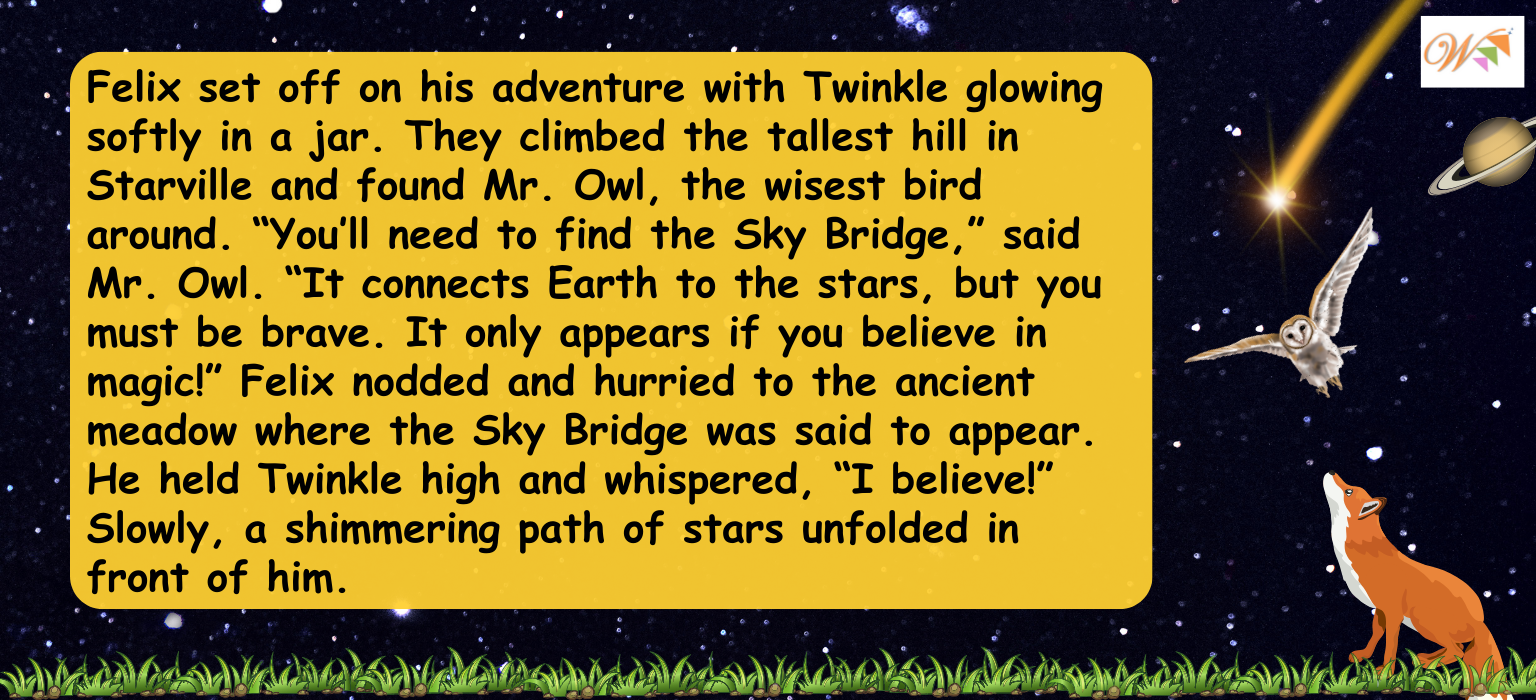 Felix set off on his adventure with Twinkle glowing
softly in a jar. They climbed the tallest hill in
Starville and found Mr. Owl, the wisest bird
around. “You’ll need to find the Sky Bridge,” said
Mr. Owl. “It connects Earth to the stars, but you
must be brave. It only appears if you believe in
magic!” Felix nodded and hurried to the ancient
meadow where the Sky Bridge was said to appear.
He held Twinkle high and whispered, “I believe!”
Slowly, a shimmering path of stars unfolded in
front of him.
W